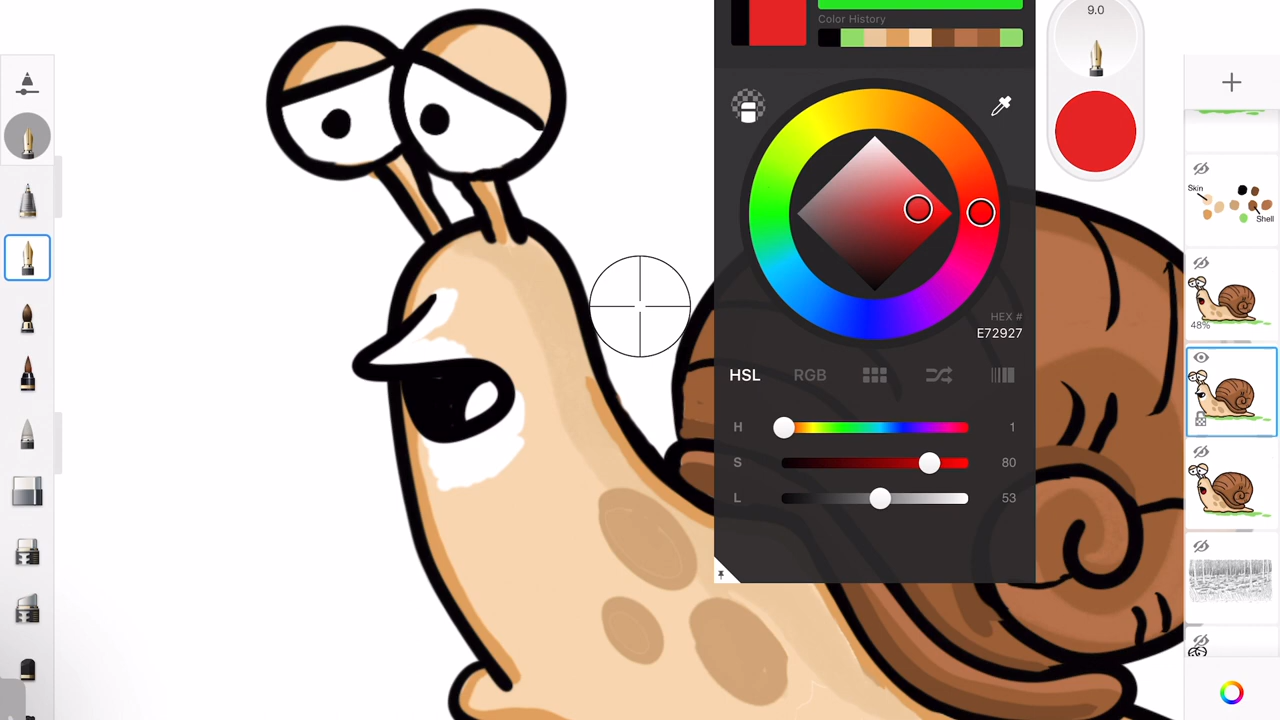 Color History
9.0
HEX #
E72927
HSL
RGB
H
1
S
80
L
53
Skin
Shell
48%